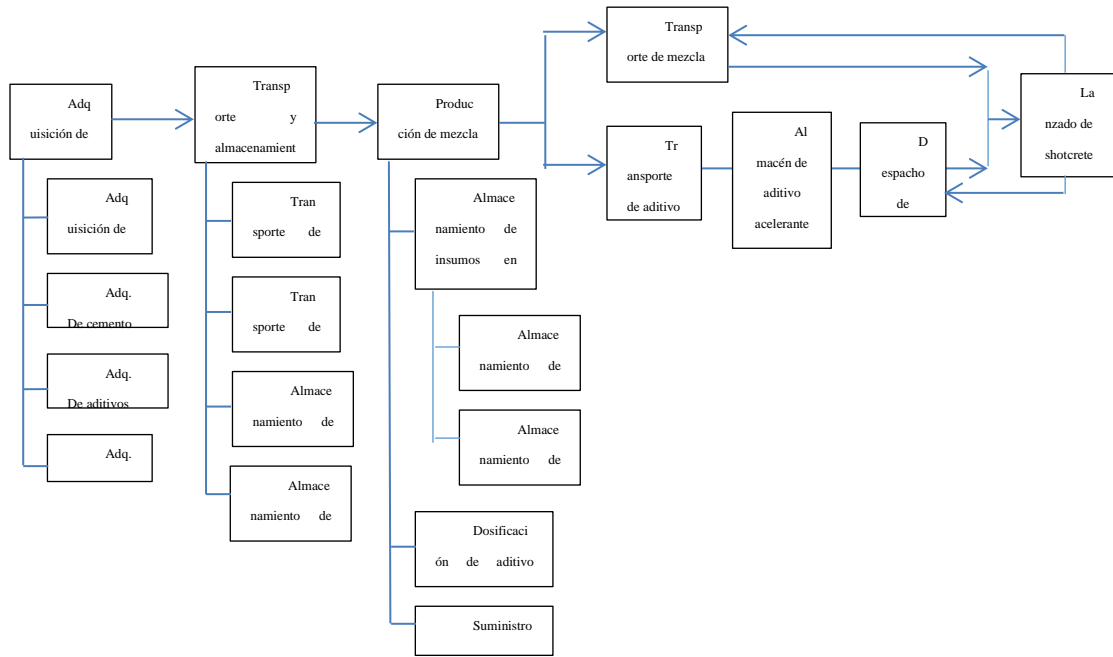 Adq
uisición de
Adq
uisición de
Adq.
De cemento
Adq.
De aditivos
Adq.
Transp
orte y
almacenamient
Tran
sporte de
Tran
sporte de
Almace
namiento de
Almace
namiento de
Produc
ción de mezcla
Almace
namiento de
insumos en
Almace
namiento de
Almace
namiento de
Dosificaci
ón de aditivo
Suministro
Transp
orte de mezcla
Tr
ansporte
de aditivo
Al
macén de
aditivo
acelerante
D
espacho
de
La
nzado de
shotcrete